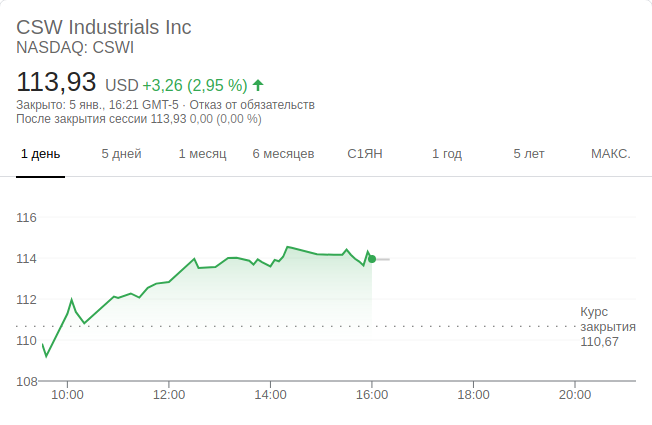 CSW Industrials Inc
NASDAQ: CSWI
113,93 USD +3,26 (2,95 %)
Закрыто: 5 янв., 16:21 GMT-5 · Отказ от обязательств
После закрытия сессии 113,93 0,00 (0,00 %)
1 день 5 дней 1 месяц 6 месяцев С1ЯН 1 год 5 лет МАКС.
116
114
112
110
108
Курс
закрытия
110,67
10:00 12:00 14:00 16:00 18:00 20:00